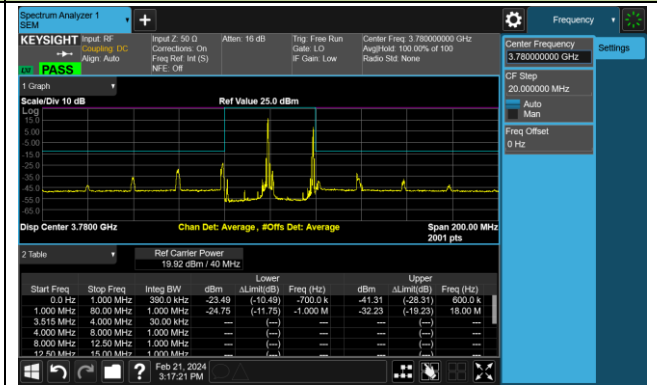 Spectrum Analyzer 1
SEM
Frequency
KEYSIGHT
Input: RF
Coupling: DC
Align: Auto
Input Z: 50 Ω
Corrections: On
Freq Ref: Int (S)
NFE: Off
Atten: 16 dB
Trig: Free Run
Gate: LO
IF Gain: Low
Center Freq: 3.780000000 GHz
Avg|Hold: 100.00% of 100
Radio Std: None
PASS
Center Frequency
3.780000000 GHz
Settings
CF Step
20.000000 MHz
Auto
Man
Freq Offset
0 Hz
1 Graph
Scale/Div 10 dB
Ref Value 25.0 dBm
Log
15.0
5.00
-5.00
-15.0
-25.0
-35.0
-45.0
-55.0
-65.0
Disp Center 3.7800 GHz
Chan Det: Average, #Offs Det: Average
Span 200.00 MHz
2001 pts
2 Table
Ref Carrier Power
19.92 dBm / 40 MHz
Lower Upper
Start Freq Stop Freq Integ BW dBm ΔLimit(dB) Freq (Hz) dBm ΔLimit(dB) Freq (Hz)
0.0 Hz 1.000 MHz 390.0 kHz -23.49 (-10.49) -700.0 k -41.31 (-28.31) 600.0 k
1.000 MHz 80.00 MHz 1.000 MHz -24.75 (-11.75) -1.000 M -32.23 (-19.23) 18.00 M
3.515 MHz 4.000 MHz 30.00 kHz --- (---) --- (---)
4.000 MHz 8.000 MHz 1.000 MHz --- (---) --- (---)
8.000 MHz 12.50 MHz 1.000 MHz --- (---) --- (---)
12.50 MHz 15.00 MHz 1.000 MHz --- (---) --- (---)
?
Feb 21, 2024
3:17:21 PM